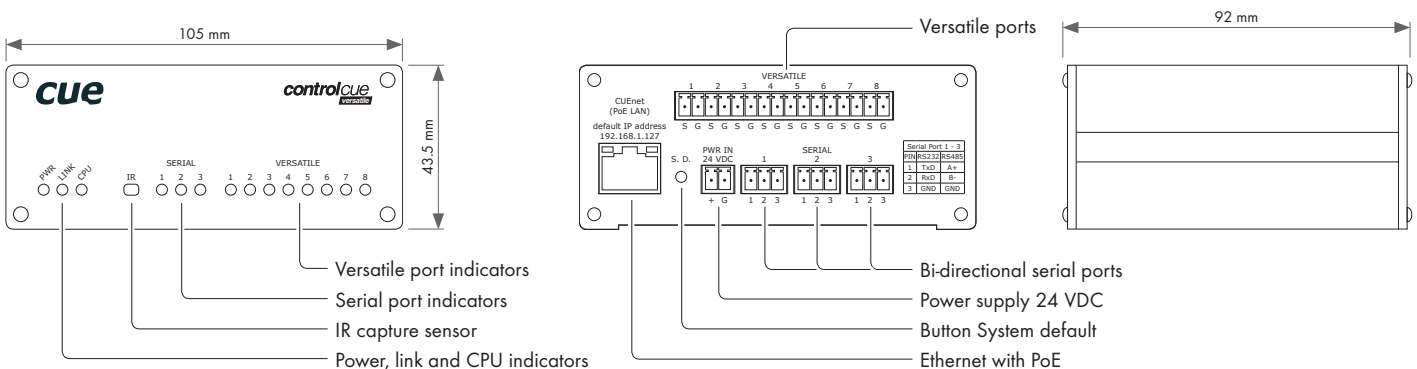 105 mm
cue
controlcue
versatile
43.5 mm
PWR LINK CPU
IR
SERIAL
1 2 3
VERSATILE
1 2 3 4 5 6 7 8
Versatile port indicators
Serial port indicators
IR capture sensor
Power, link and CPU indicators
Versatile ports
VERSATILE
1 2 3 4 5 6 7 8
S G S G S G S G S G S G S G S G
CUEnet
(PoE LAN)
default IP address
192.168.1.127
S. D.
PWR IN
24 VDC
+ G
SERIAL
1 2 3
1 2 3 1 2 3 1 2 3
Serial Port 1 - 3
PIN RS232 RS485
1 TxD A+
2 RxD B-
3 GND GND
Bi-directional serial ports
Power supply 24 VDC
Button System default
Ethernet with PoE
92 mm